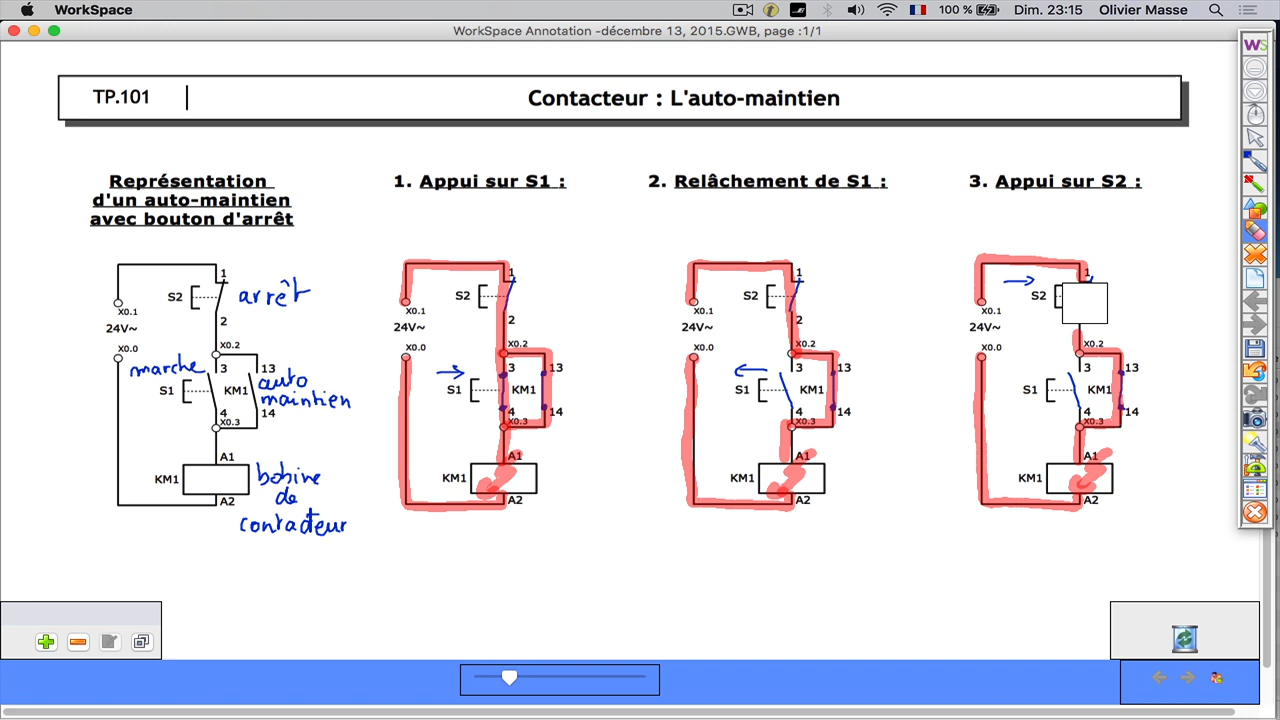 WorkSpace
100 %
Dim. 23:15
Olivier Masse
WorkSpace Annotation -décembre 13, 2015.GWB, page :1/1
TP.101
Contacteur : L'auto-maintien
Représentation
d'un auto-maintien
avec bouton d'arrêt
1
S2
arrêt
X0.1
24V~
2
X0.0
X0.2
marche
3
13
S1
KM1
auto
maintien
4
14
X0.3
A1
KM1
bobine
de
contacteur
A2
1. Appui sur S1 :
1
S2
X0.1
2
24V~
X0.0
X0.2
3
13
S1
KM1
4
14
X0.3
A1
KM1
A2
2. Relâchement de S1 :
1
S2
X0.1
2
24V~
X0.0
X0.2
3
13
S1
KM1
4
14
X0.3
A1
KM1
A2
3. Appui sur S2 :
1
S2
X0.1
24V~
X0.0
X0.2
3
13
S1
KM1
4
14
X0.3
A1
KM1
A2
WS